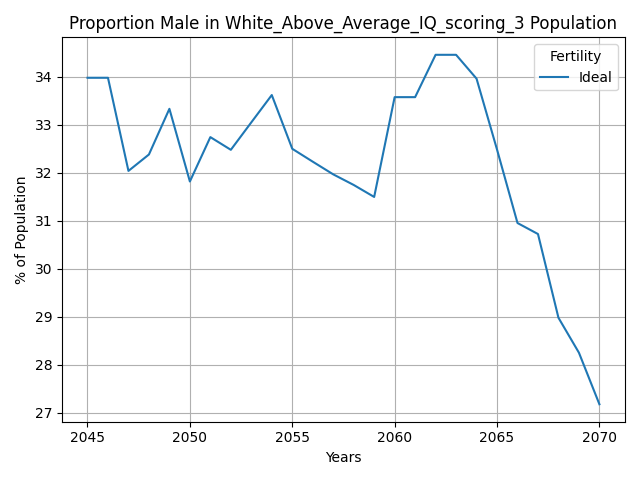 Proportion Male in White_Above_Average_IQ_scoring_3 Population
Fertility
Ideal
% of Population
34
33
32
31
30
29
28
27
2045 2050 2055 2060 2065 2070
Years